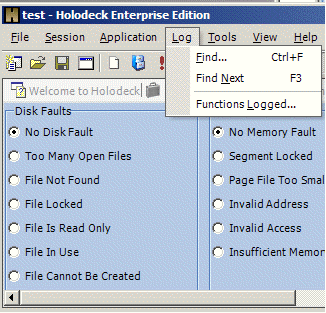 test - Holodeck Enterprise Edition
File Session Application Log Tools View Help
Find... Ctrl+F
Find Next F3
Functions Logged...
Welcome to Holodeck
Disk Faults
No Disk Fault
Too Many Open Files
File Not Found
File Locked
File Is Read Only
File In Use
File Cannot Be Created
No Memory Fault
Segment Locked
Page File Too Smal
Invalid Address
Invalid Access
Insufficient Memor